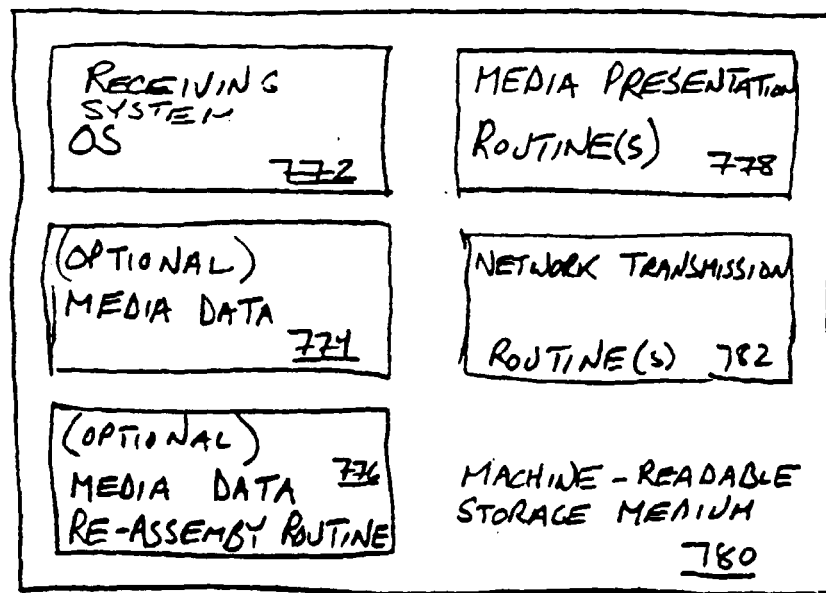 RECEIVING
SYSTEM
OS
772
MEDIA PRESENTATION
ROUTINE(S) 778
(OPTIONAL)
MEDIA DATA
774
NETWORK TRANSMISSION
ROUTINE(S) 782
(OPTIONAL)
MEDIA DATA 776
RE-ASSEMBY ROUTINE
MACHINE-READABLE
STORAGE MEDIUM
780